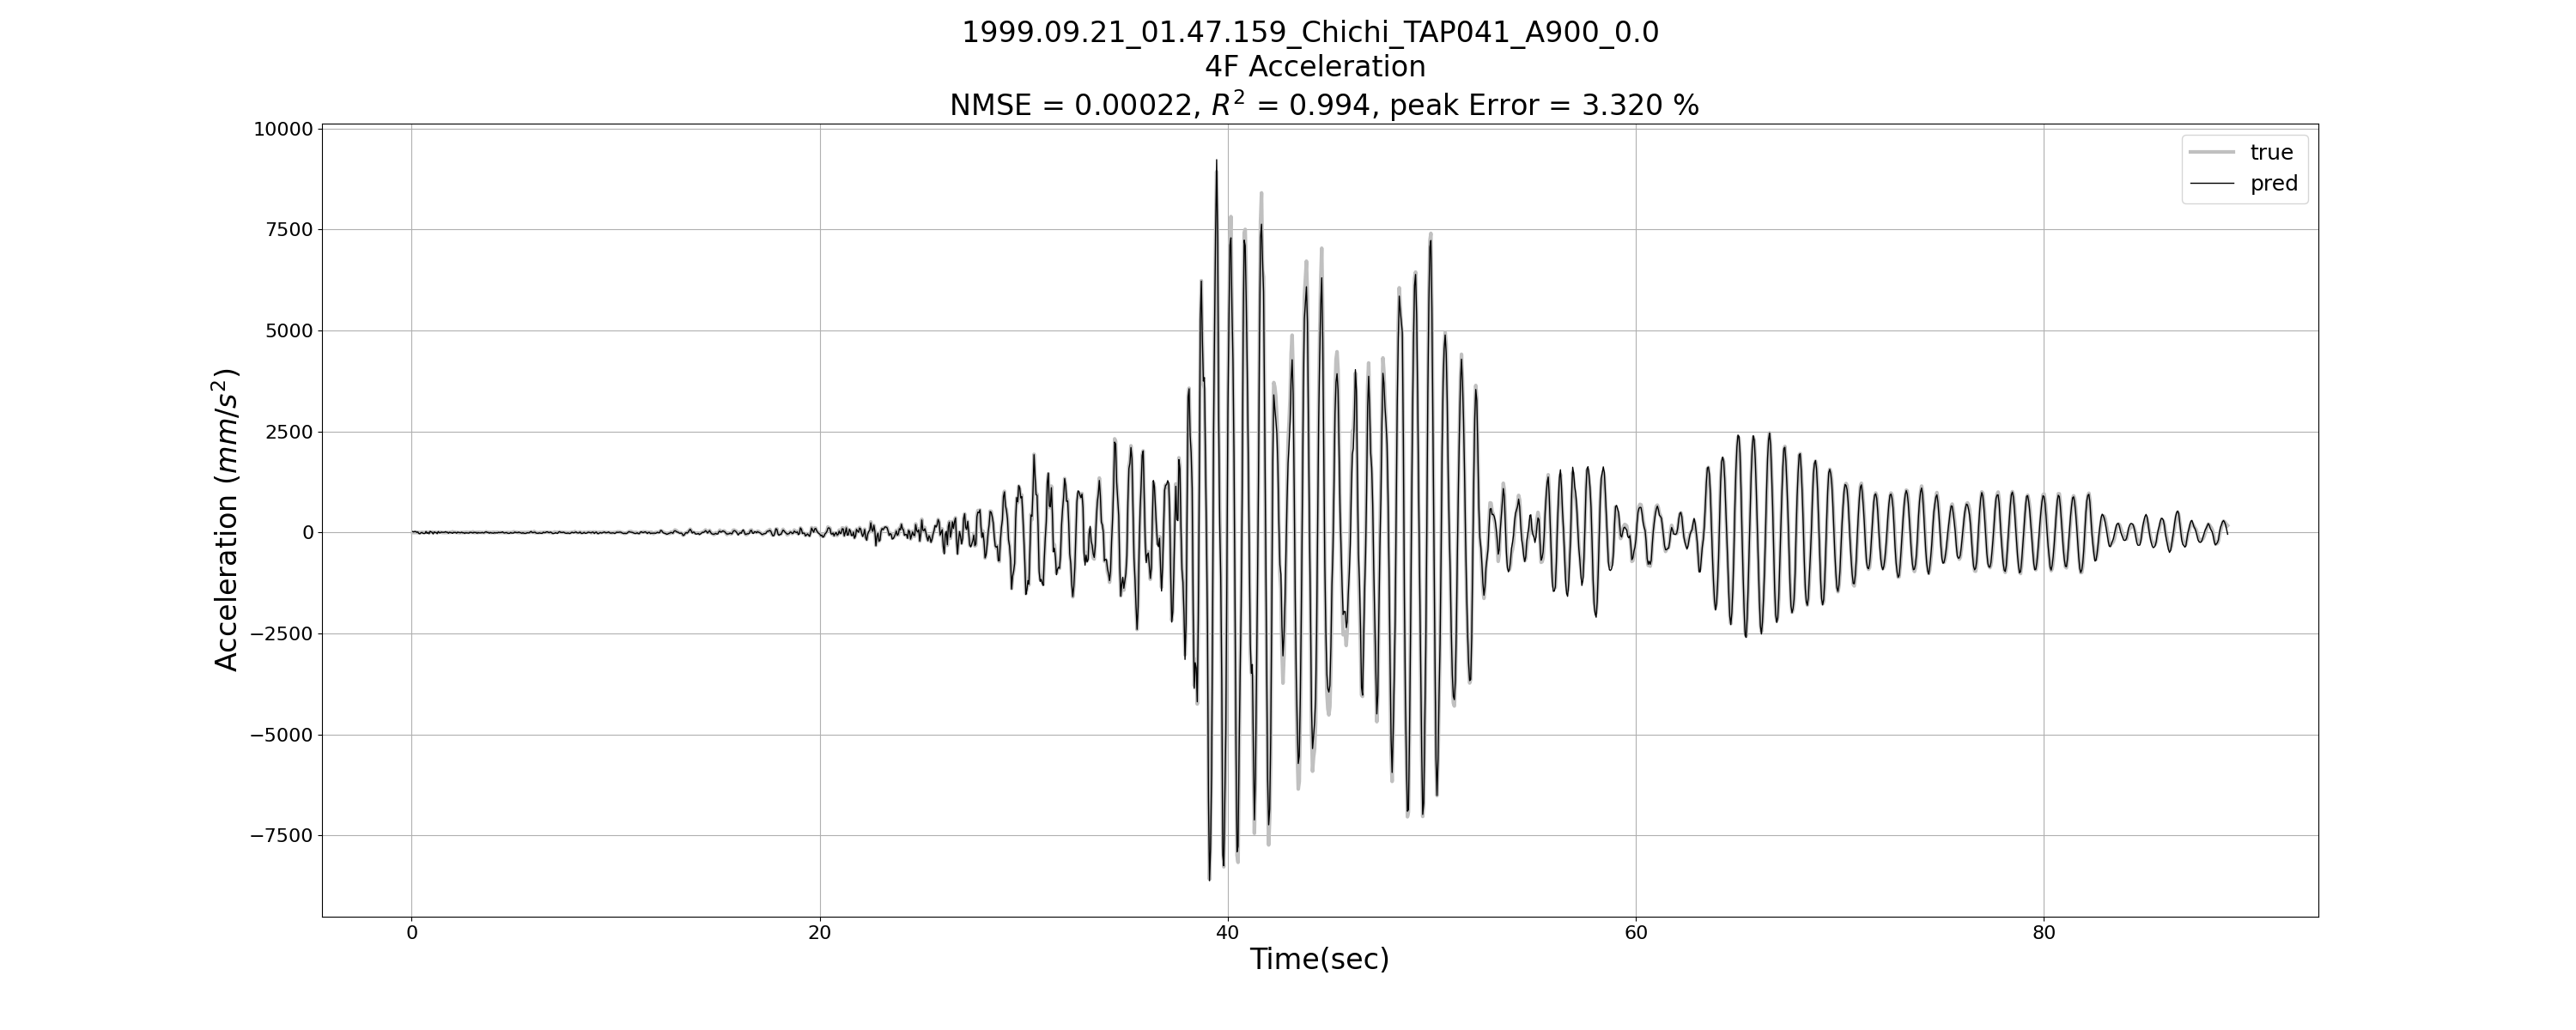 1999.09.21_01.47.159_Chichi_TAP041_A900_0.0
4F Acceleration
NMSE = 0.00022, R² = 0.994, peak Error = 3.320 %
true
pred
10000
7500
5000
2500
0
−2500
−5000
−7500
Acceleration (mm/s²)
0 20 40 60 80
Time(sec)